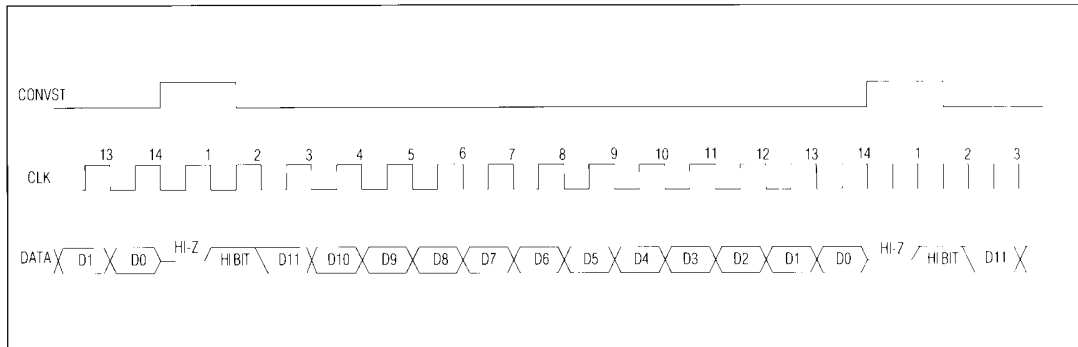 CONVST
13 14 1 2 3 4 5 6 7 8 9 10 11 12 13 14 1 2 3
CLK
DATA D1 D0 HI-Z HI BIT D11 D10 D9 D8 D7 D6 D5 D4 D3 D2 D1 D0 HI-7 HI BIT D11